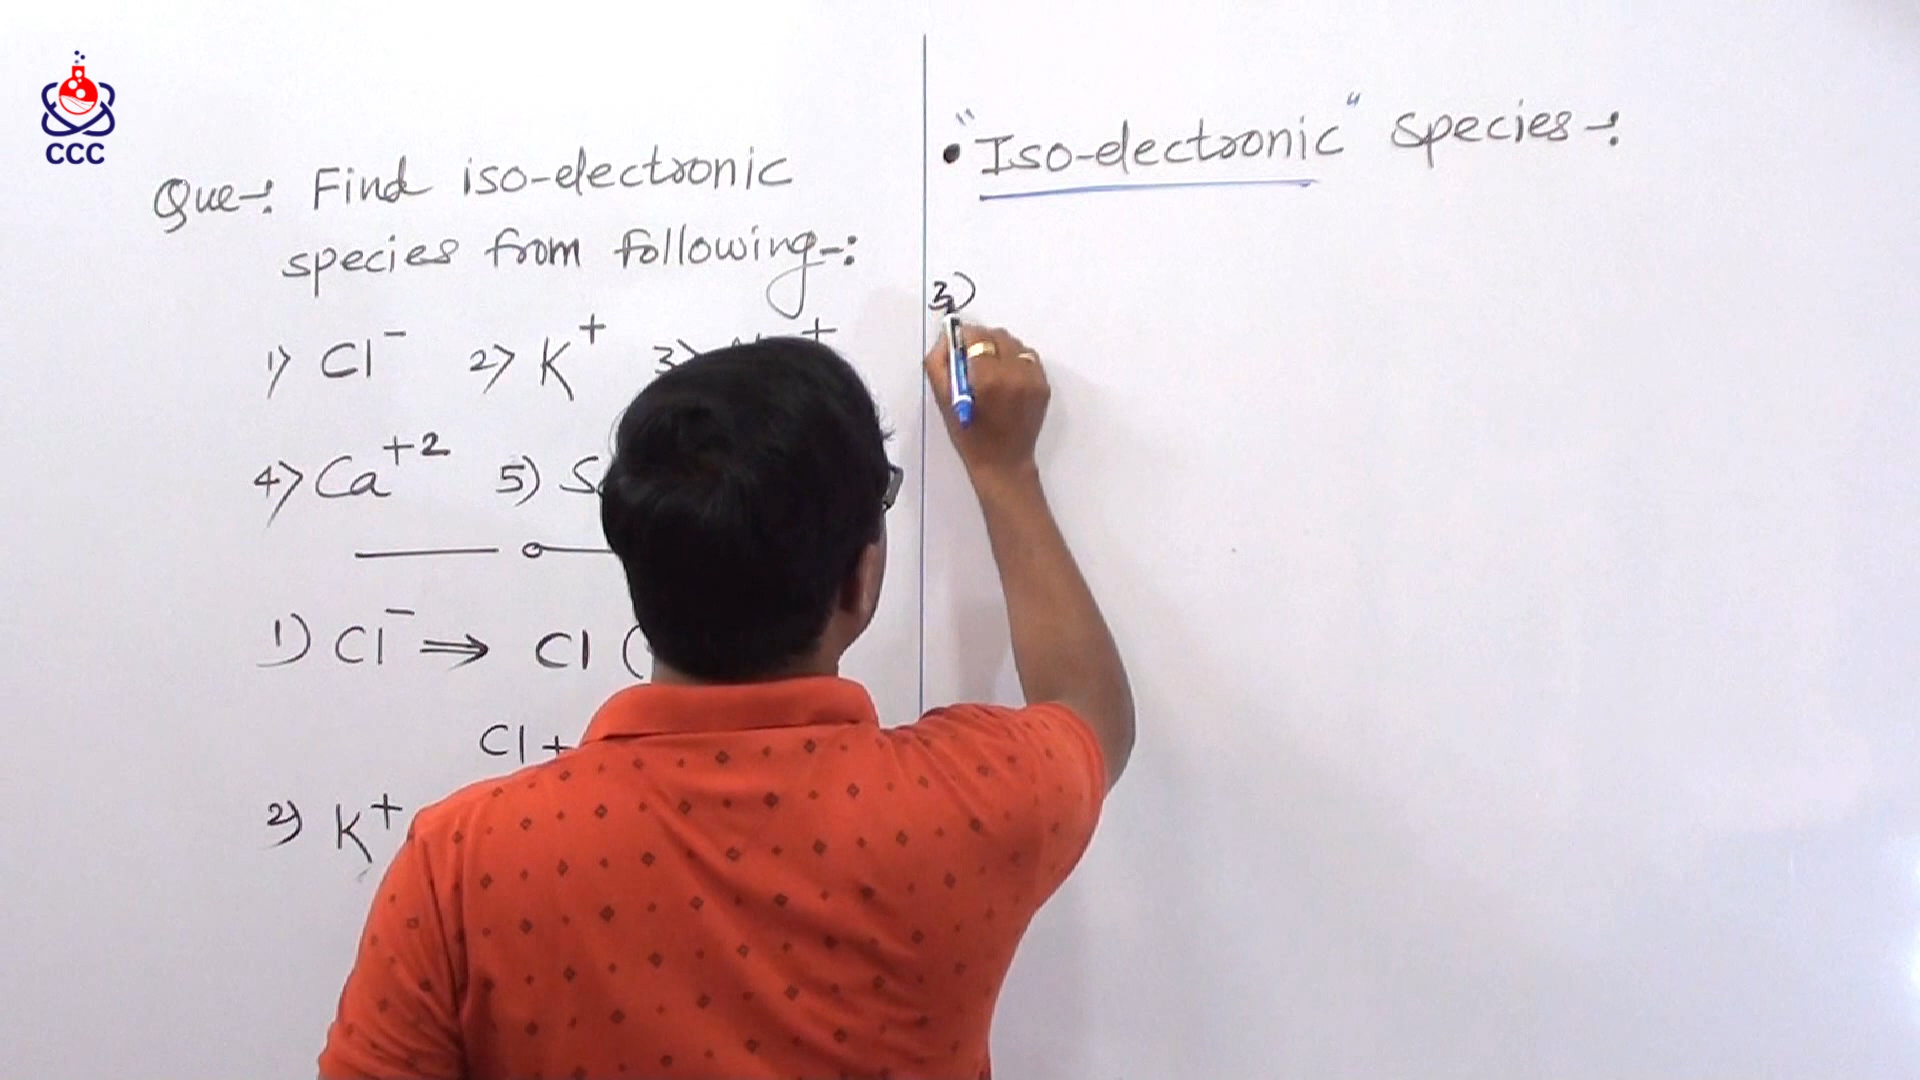 CCC
Que-: Find iso-electronic
species from following-:
1) Cl⁻ 2) K⁺ 3)
4) Ca⁺² 5)
1) Cl⁻ ⇒ Cl (
Cl +
2) K⁺
• "Iso-electronic" species-:
3)